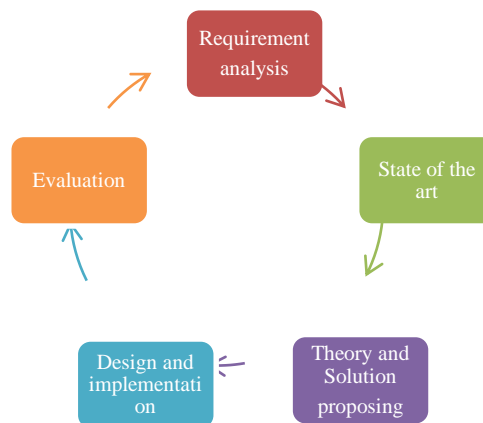 Requirement
analysis
State of the
art
Theory and
Solution
proposing
Design and
implementati
on
Evaluation